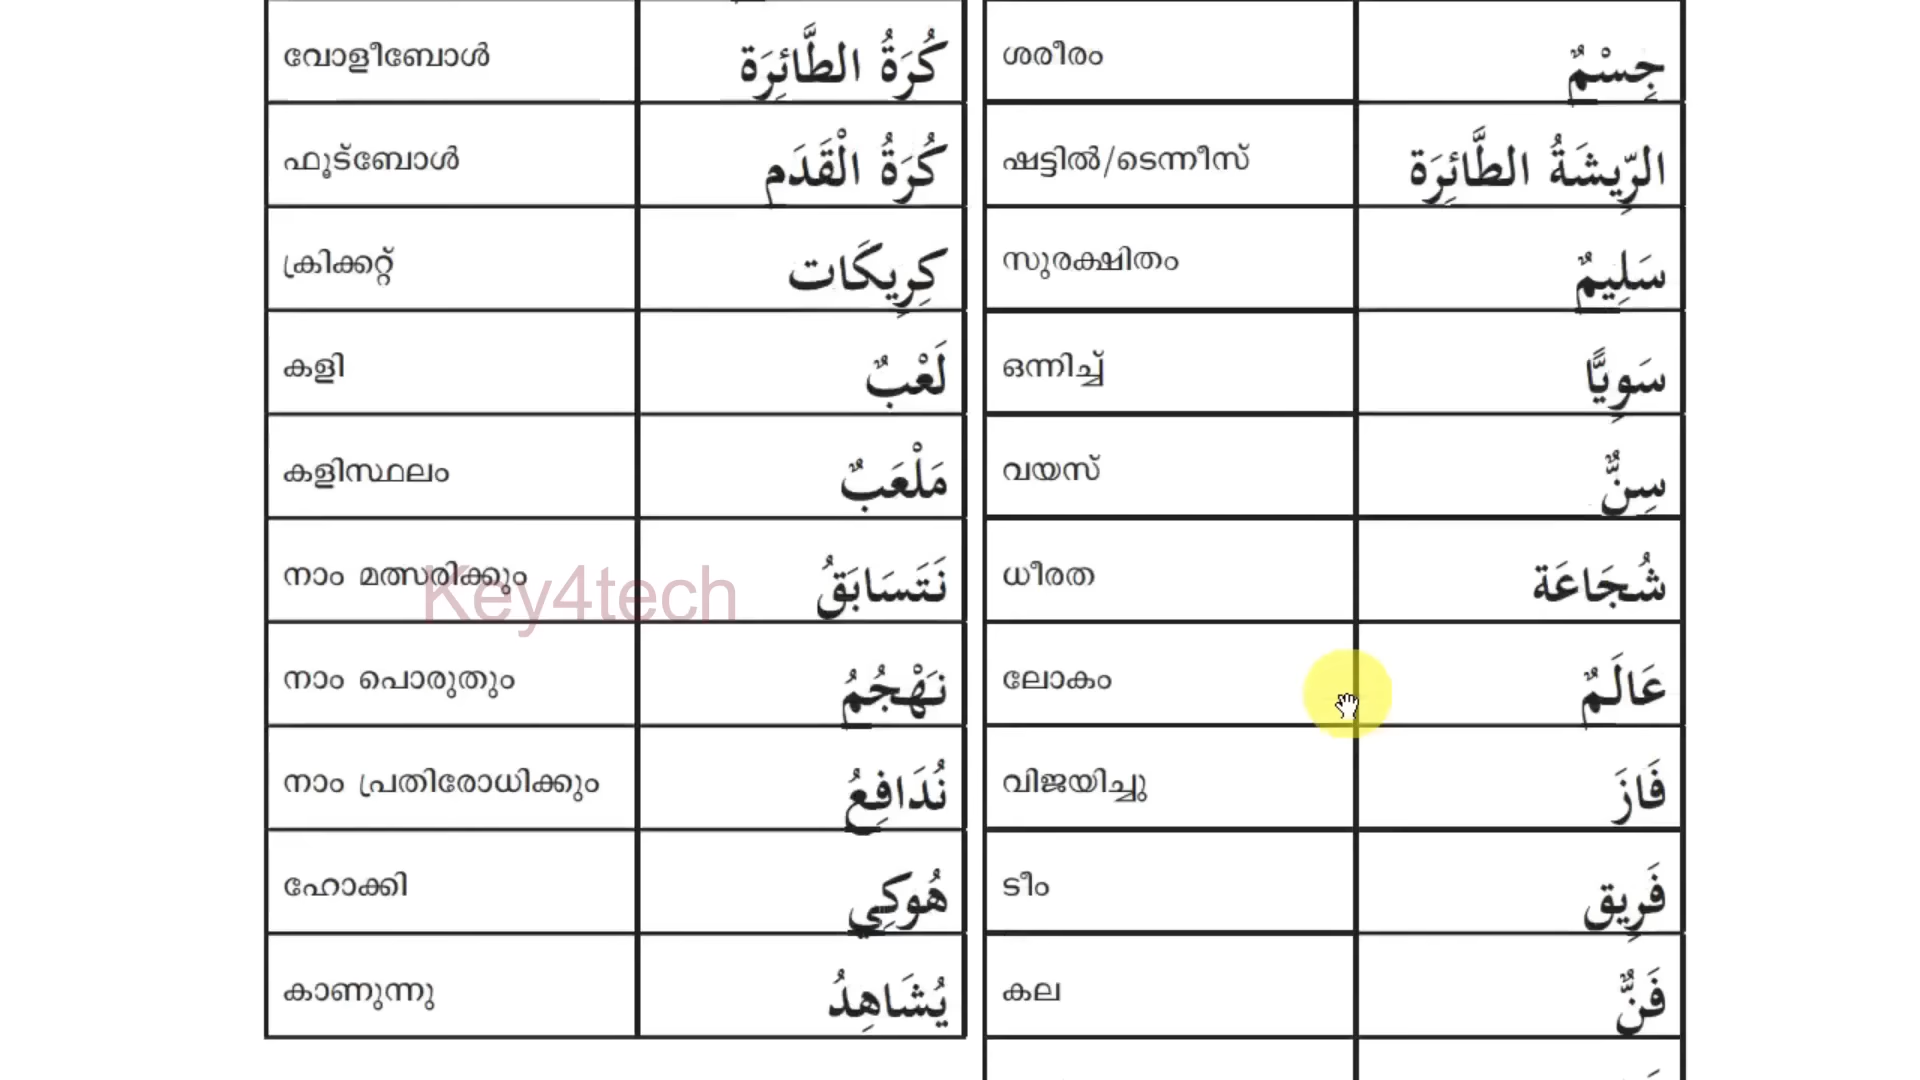 വോളീബോൾ كُرَةُ الطَّائِرَة
ഫൂട്ബോൾ كُرَةُ الْقَدَم
ക്രിക്കറ്റ് كِرِيكَات
കളി لَعْبٌ
കളിസ്ഥലം مَلْعَبٌ
നാം മത്സരിക്കും نَتَسَابَقُ
നാം പൊരുതും نَهْجُمُ
നാം പ്രതിരോധിക്കും نُدَافِعُ
ഹോക്കി هُوكِي
കാണുന്നു يُشَاهِدُ
ശരീരം جِسْمٌ
ഷട്ടിൽ/ടെന്നീസ് الرِّيشَةُ الطَّائِرَة
സുരക്ഷിതം سَلِيمٌ
ഒന്നിച്ച് سَوِيًّا
വയസ് سِنٌّ
ധീരത شُجَاعَة
ലോകം عَالَمٌ
വിജയിച്ചു فَازَ
ടീം فَرِيق
കല فَنٌّ
Key4tech